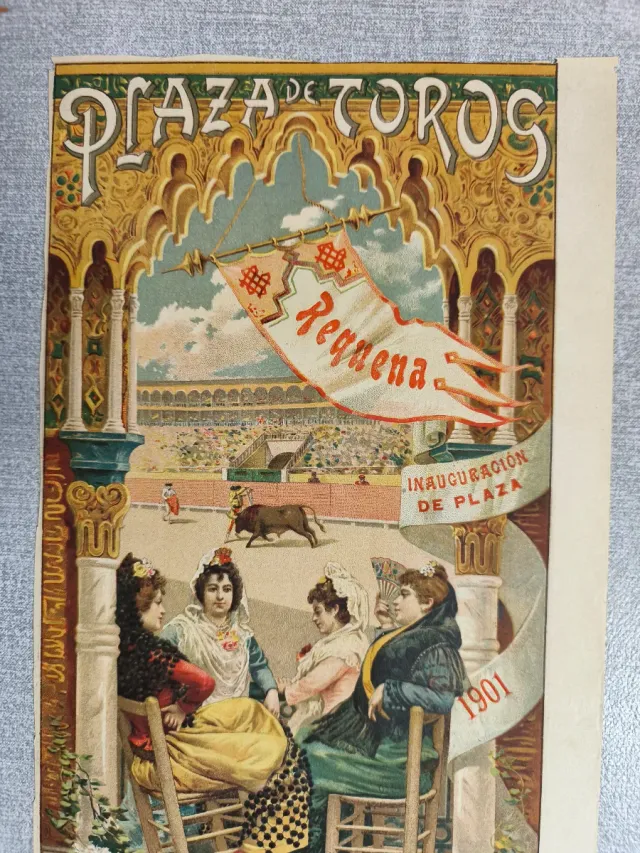 PLAZA DE TOROS
Requena
INAUGURACIÓN
DE PLAZA
1901